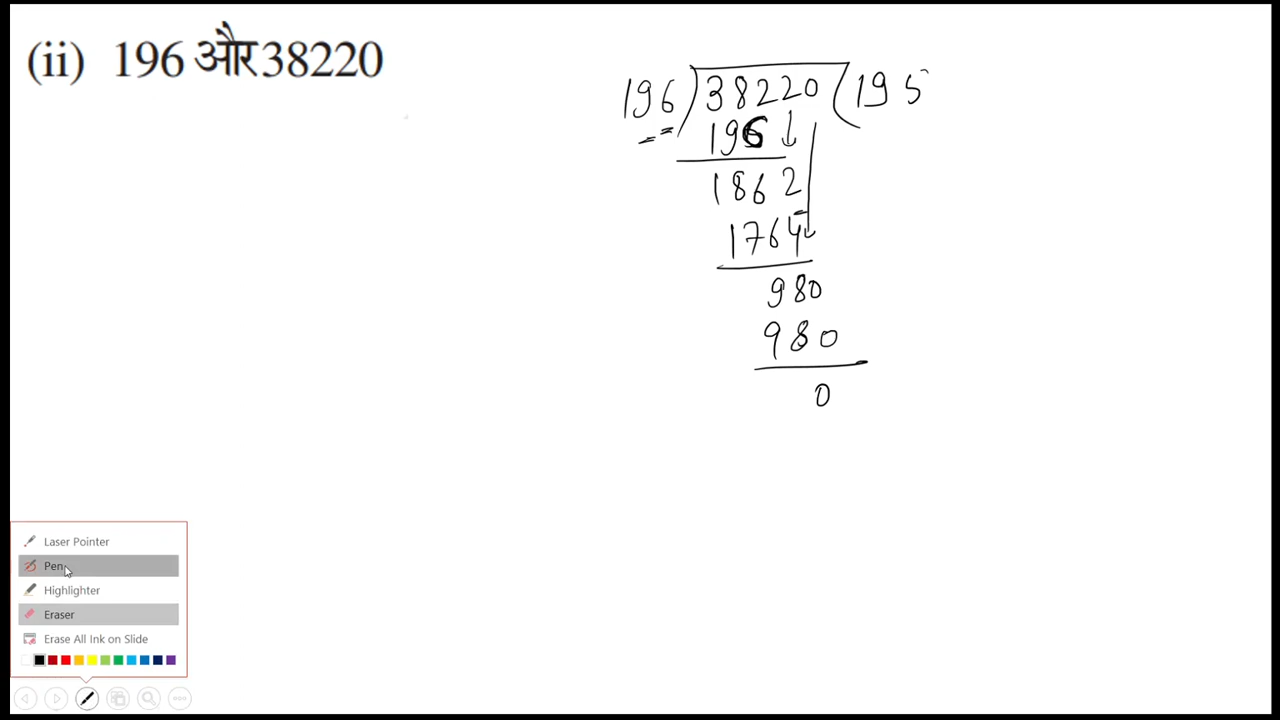 (ii) 196 और 38220
196 ) 38220 ( 195
196
1862
1764
980
980
0
Laser Pointer
Pen
Highlighter
Eraser
Erase All Ink on Slide